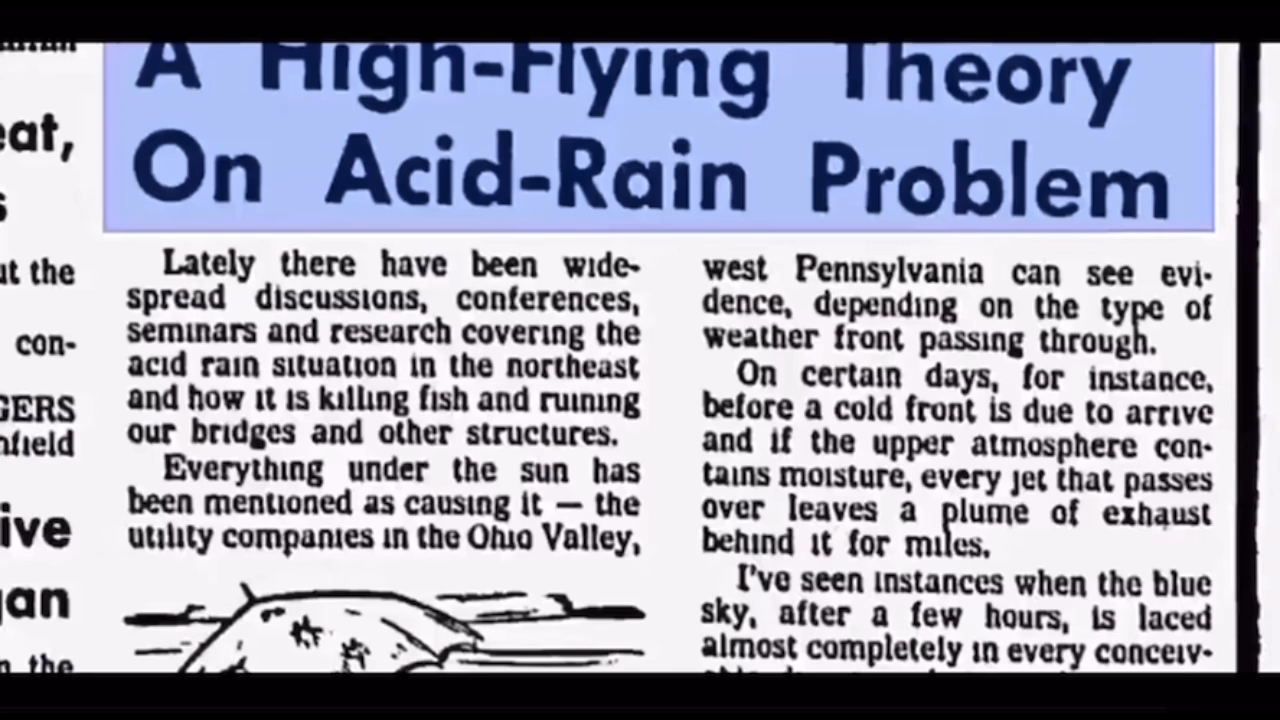 A High-Flying Theory
On Acid-Rain Problem
Lately there have been wide-
spread discussions, conferences,
seminars and research covering the
acid rain situation in the northeast
and how it is killing fish and ruining
our bridges and other structures.
Everything under the sun has
been mentioned as causing it — the
utility companies in the Ohio Valley,
west Pennsylvania can see evi-
dence, depending on the type of
weather front passing through.
On certain days, for instance,
before a cold front is due to arrive
and if the upper atmosphere con-
tains moisture, every jet that passes
over leaves a plume of exhaust
behind it for miles.
I've seen instances when the blue
sky, after a few hours, is laced
almost completely in every conceiv-
eat,
s
ut the
con-
GERS
nfield
ive
gan
the